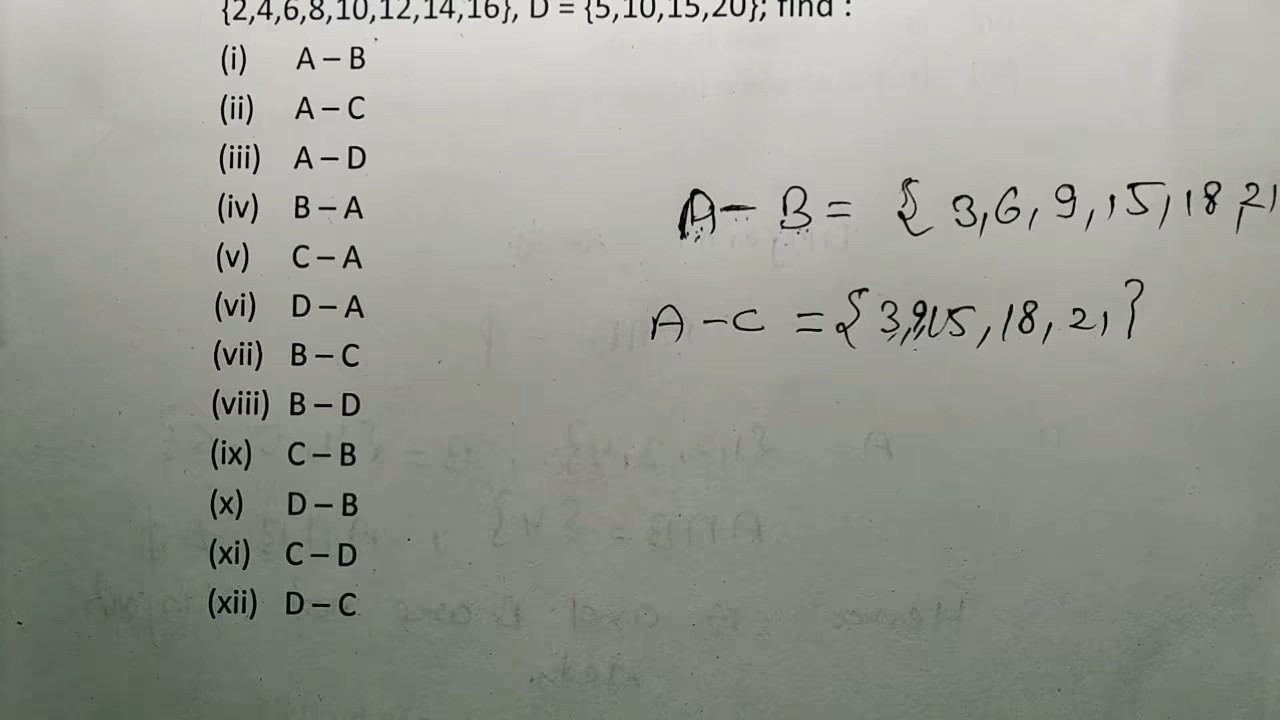 {2,4,6,8,10,12,14,16}, D = {5,10,15,20}; find :
(i) A – B
(ii) A – C
(iii) A – D
(iv) B – A
(v) C – A
(vi) D – A
(vii) B – C
(viii) B – D
(ix) C – B
(x) D – B
(xi) C – D
(xii) D – C
A – B = { 3, 6, 9, 15, 18, 21
A – C = { 3, 9, 15, 18, 21 }